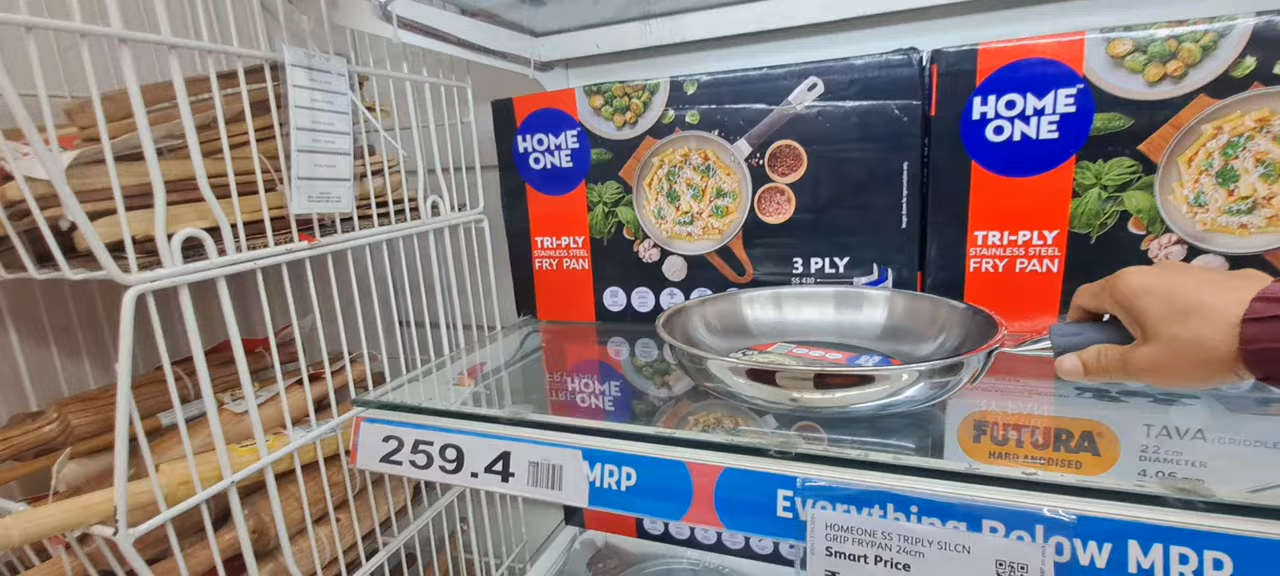 HOME
ONE
TRI-PLY
STAINLESS STEEL
FRY PAN
3 PLY
SS 430
HOME
ONE
TRI-PLY
STAINLESS STEEL
FRY PAN
HOME
ONE
FUTURA
HARD ANODISED
TAVA (GRIDDLE
22 cm
DIAMETER
4.06
259.4
MRP
Everything Below MRP
HOMEONE SS TRIPLY SILCN
GRIP FRYPAN 24cm
Smart Price